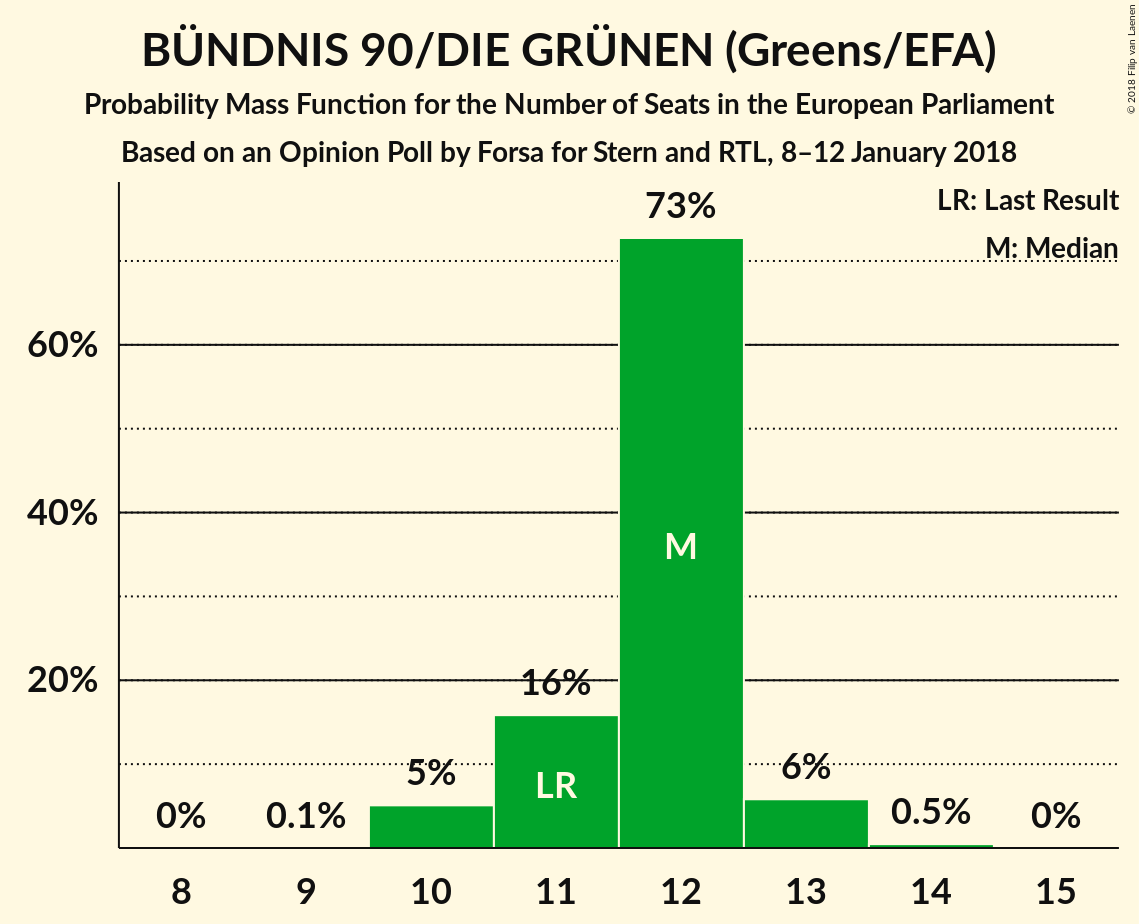 BÜNDNIS 90/DIE GRÜNEN (Greens/EFA)
Probability Mass Function for the Number of Seats in the European Parliament
Based on an Opinion Poll by Forsa for Stern and RTL, 8–12 January 2018
© 2018 Filip van Laenen
LR: Last Result
M: Median
73%
60%
40%
M
20%
16%
5%
LR
6%
0%
0.1%
0.5%
0%
8 9 10 11 12 13 14 15